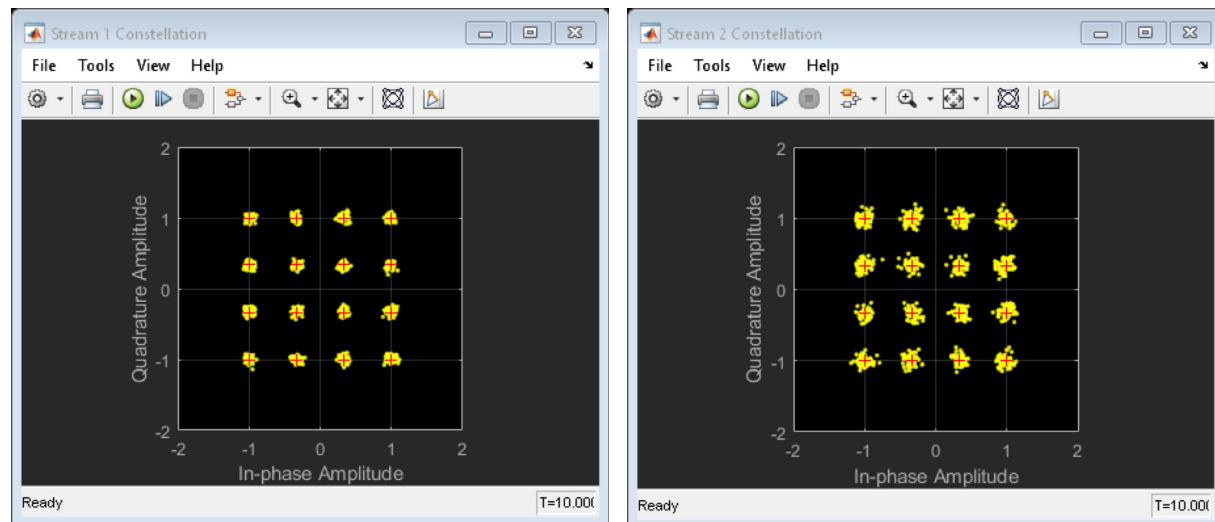 Stream 1 Constellation
File Tools View Help
2
1
0
-1
-2
Quadrature Amplitude
-2 -1 0 1 2
In-phase Amplitude
Ready T=10.00
Stream 2 Constellation
File Tools View Help
2
1
0
-1
-2
Quadrature Amplitude
-2 -1 0 1 2
In-phase Amplitude
Ready T=10.00